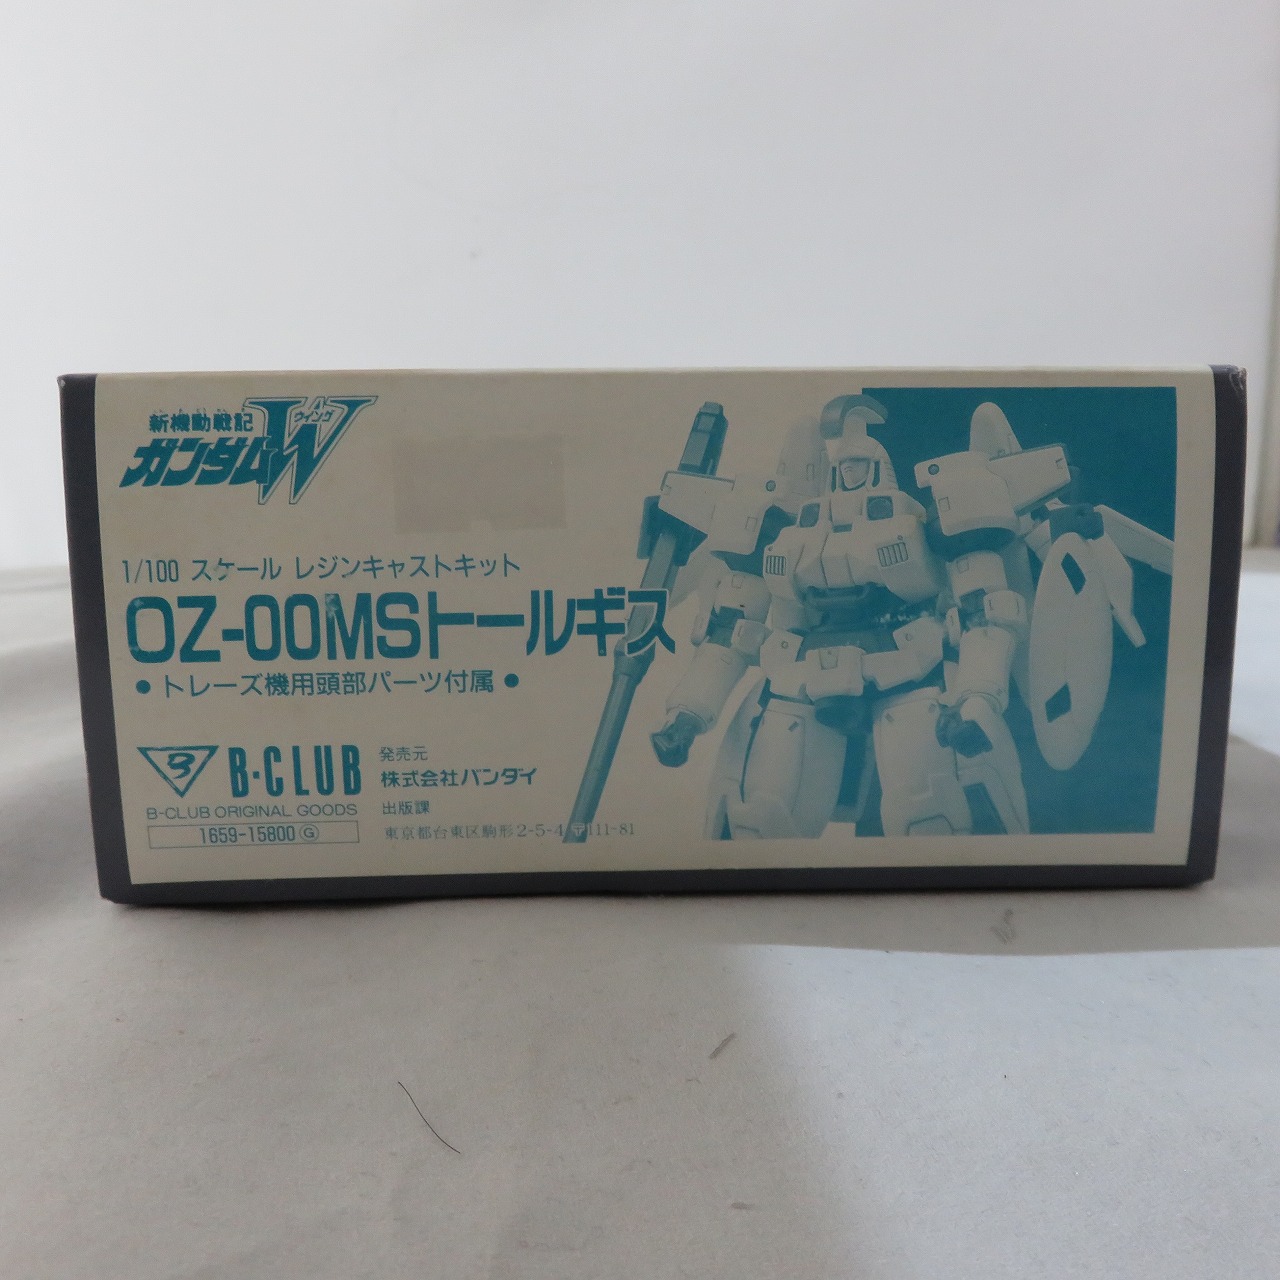 新機動戦記
ガンダムW
ウイング
1/100 スケール レジンキャストキット
OZ-00MSトールギス
• トレーズ機用頭部パーツ付属 •
B-CLUB
B-CLUB ORIGINAL GOODS
1659-15800 G
発売元
株式会社バンダイ
出版課
東京都台東区駒形2-5-4 〒111-81